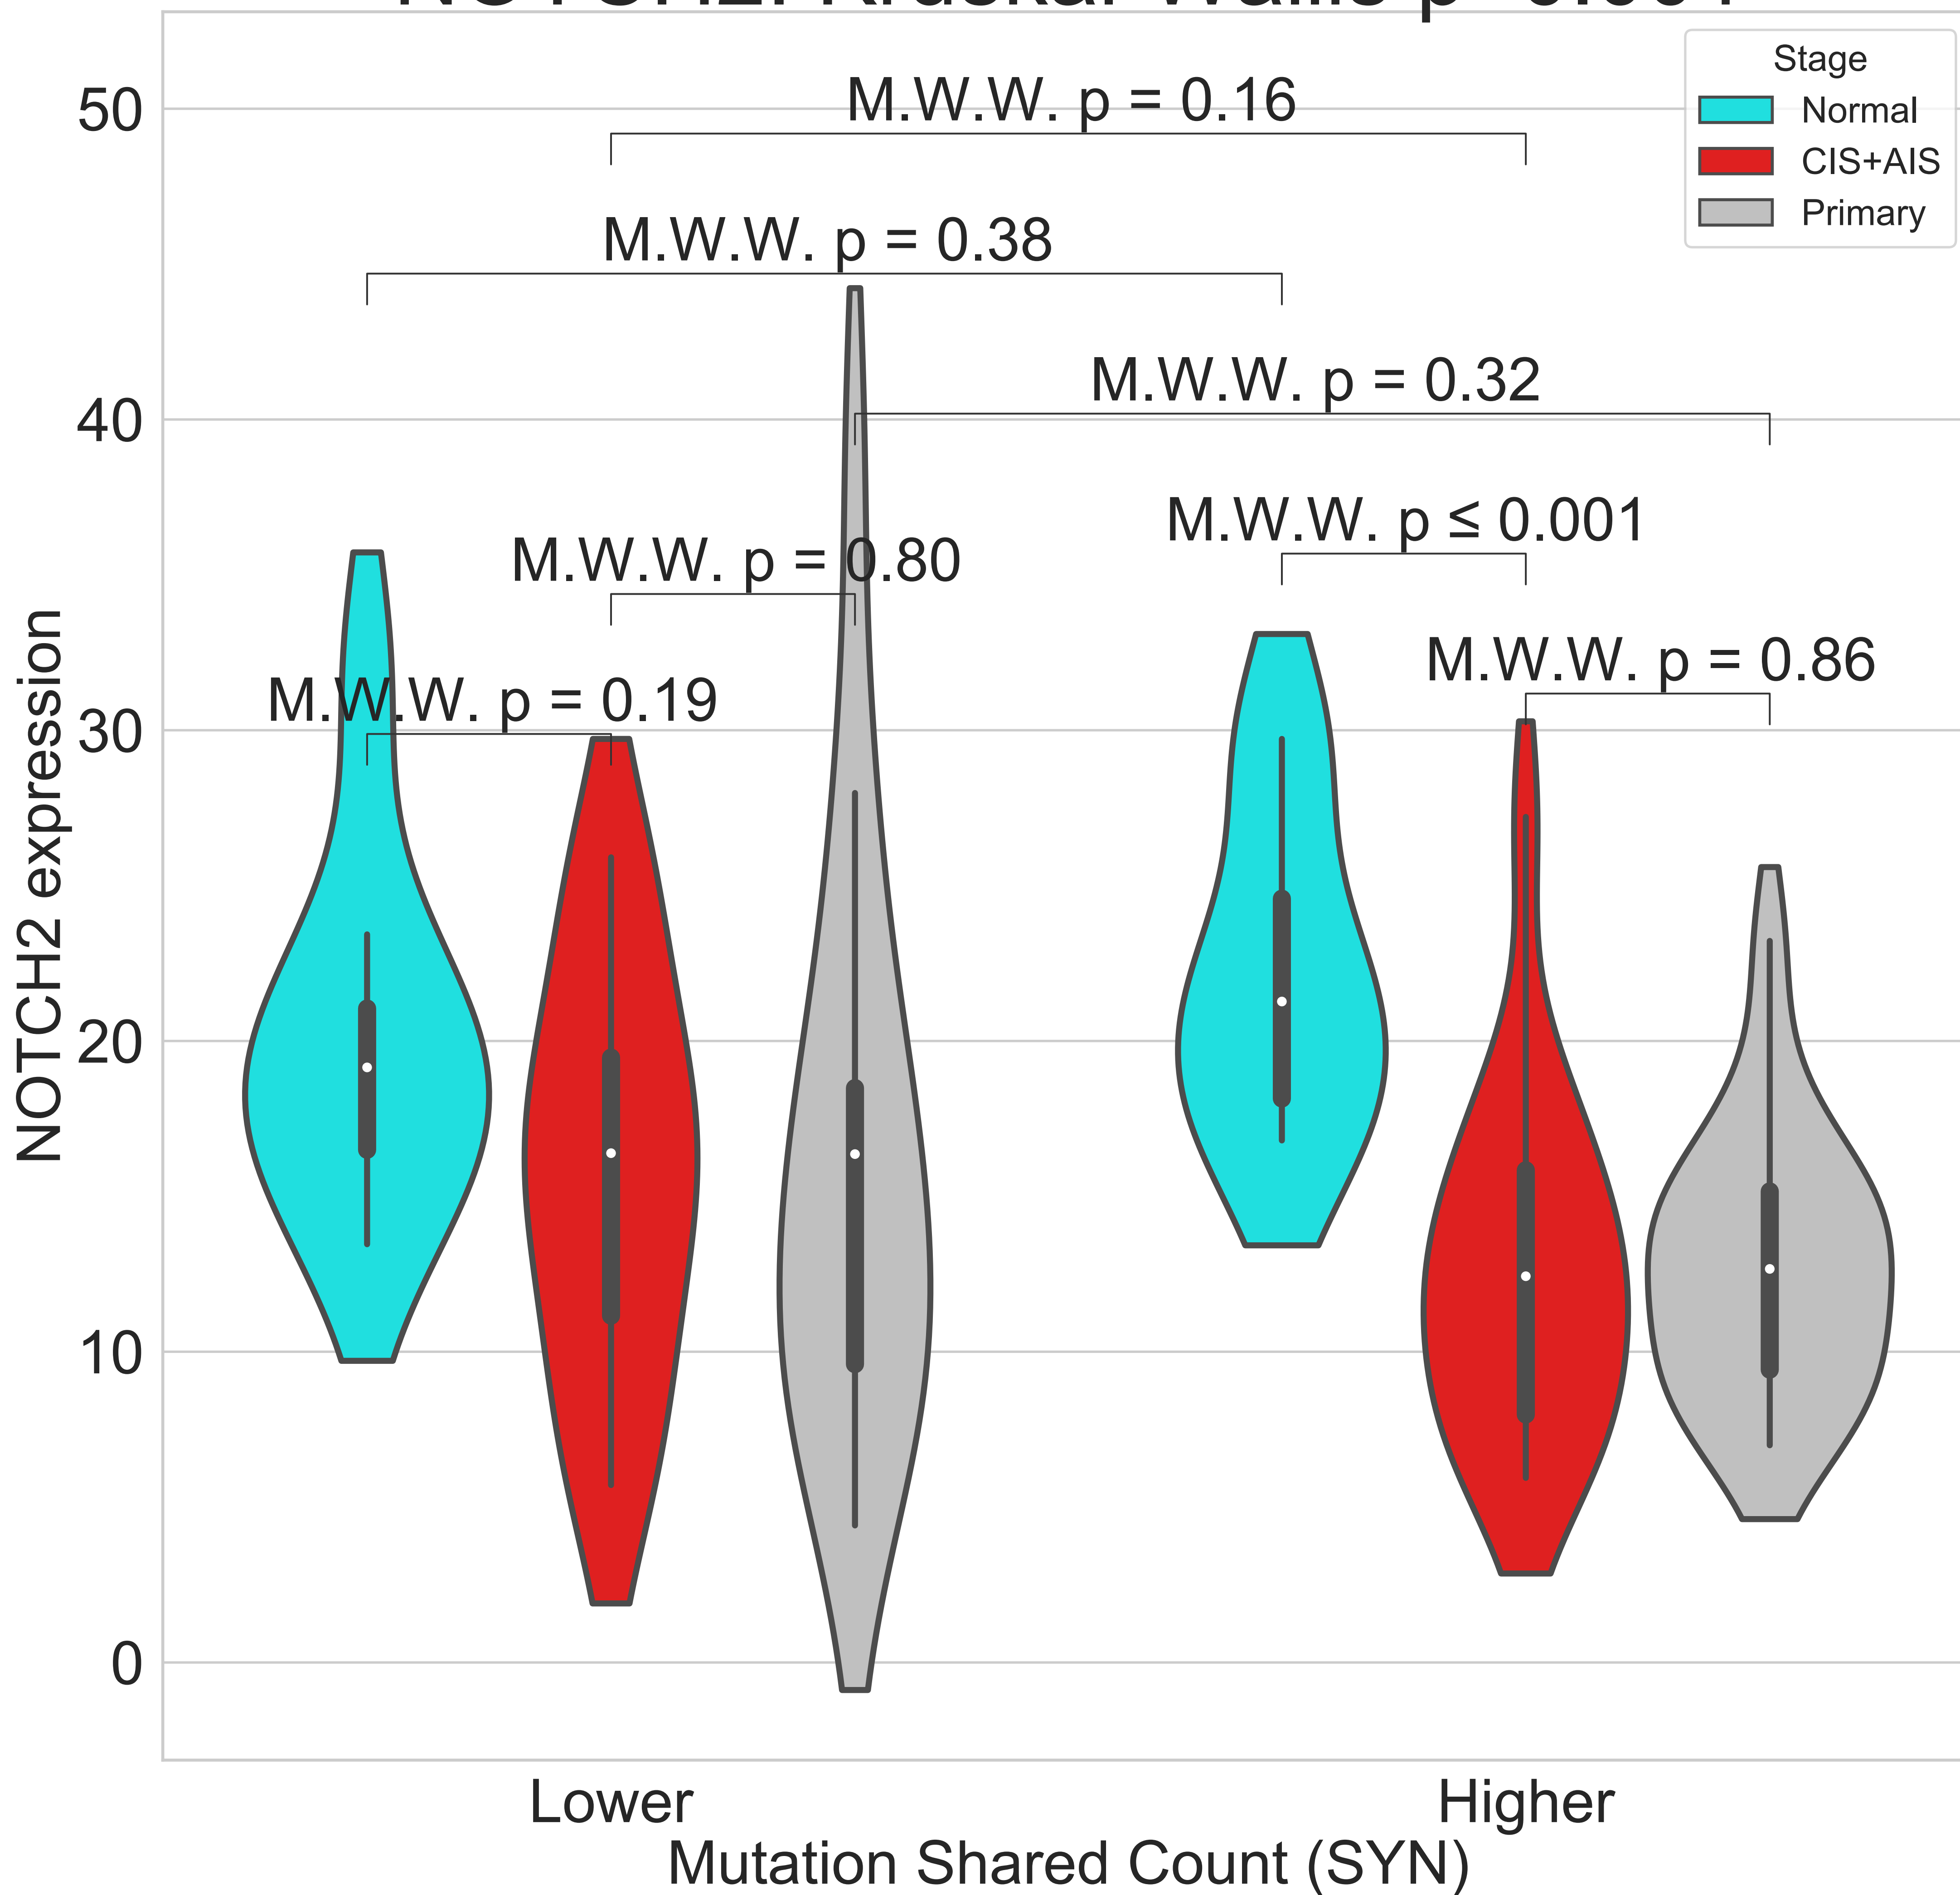 Stage
Normal
CIS+AIS
Primary
M.W.W. p = 0.16
M.W.W. p = 0.38
M.W.W. p = 0.32
M.W.W. p ≤ 0.001
M.W.W. p = 0.80
M.W.W. p = 0.86
M.W.W. p = 0.19
50
40
30
20
10
0
NOTCH2 expression
Lower
Higher
Mutation Shared Count (SYN)